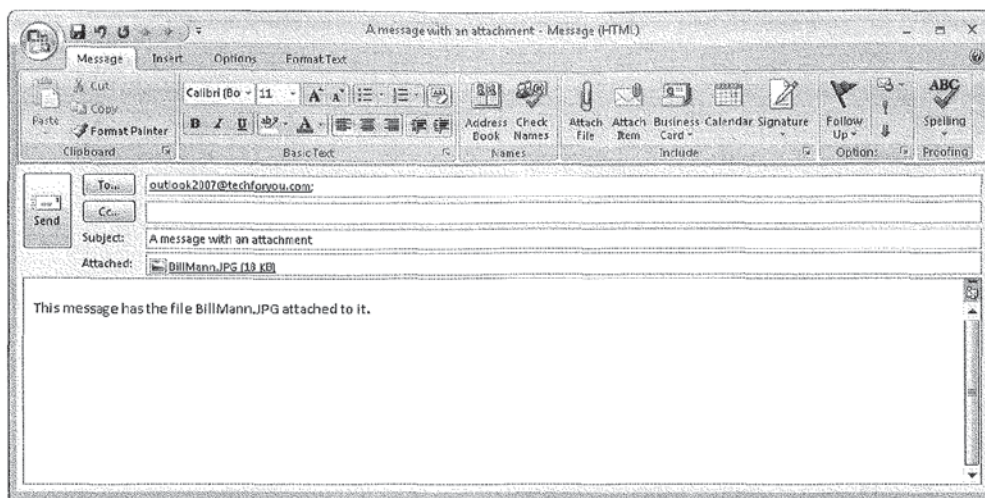 A message with an attachment - Message (HTML)
Message Insert Options Format Text
Paste
Cut
Copy
Format Painter
Clipboard
Calibri (Bo 11 A A
B I U ab A
Basic Text
Address Book
Check Names
Names
Attach File
Attach Item
Business Card
Calendar
Signature
Include
Follow Up
Options
ABC
Spelling
Proofing
Send
To... outlook2007@techforyou.com;
Cc...
Subject: A message with an attachment
Attached: BillMann.JPG (13 KB)
This message has the file BillMann.JPG attached to it.